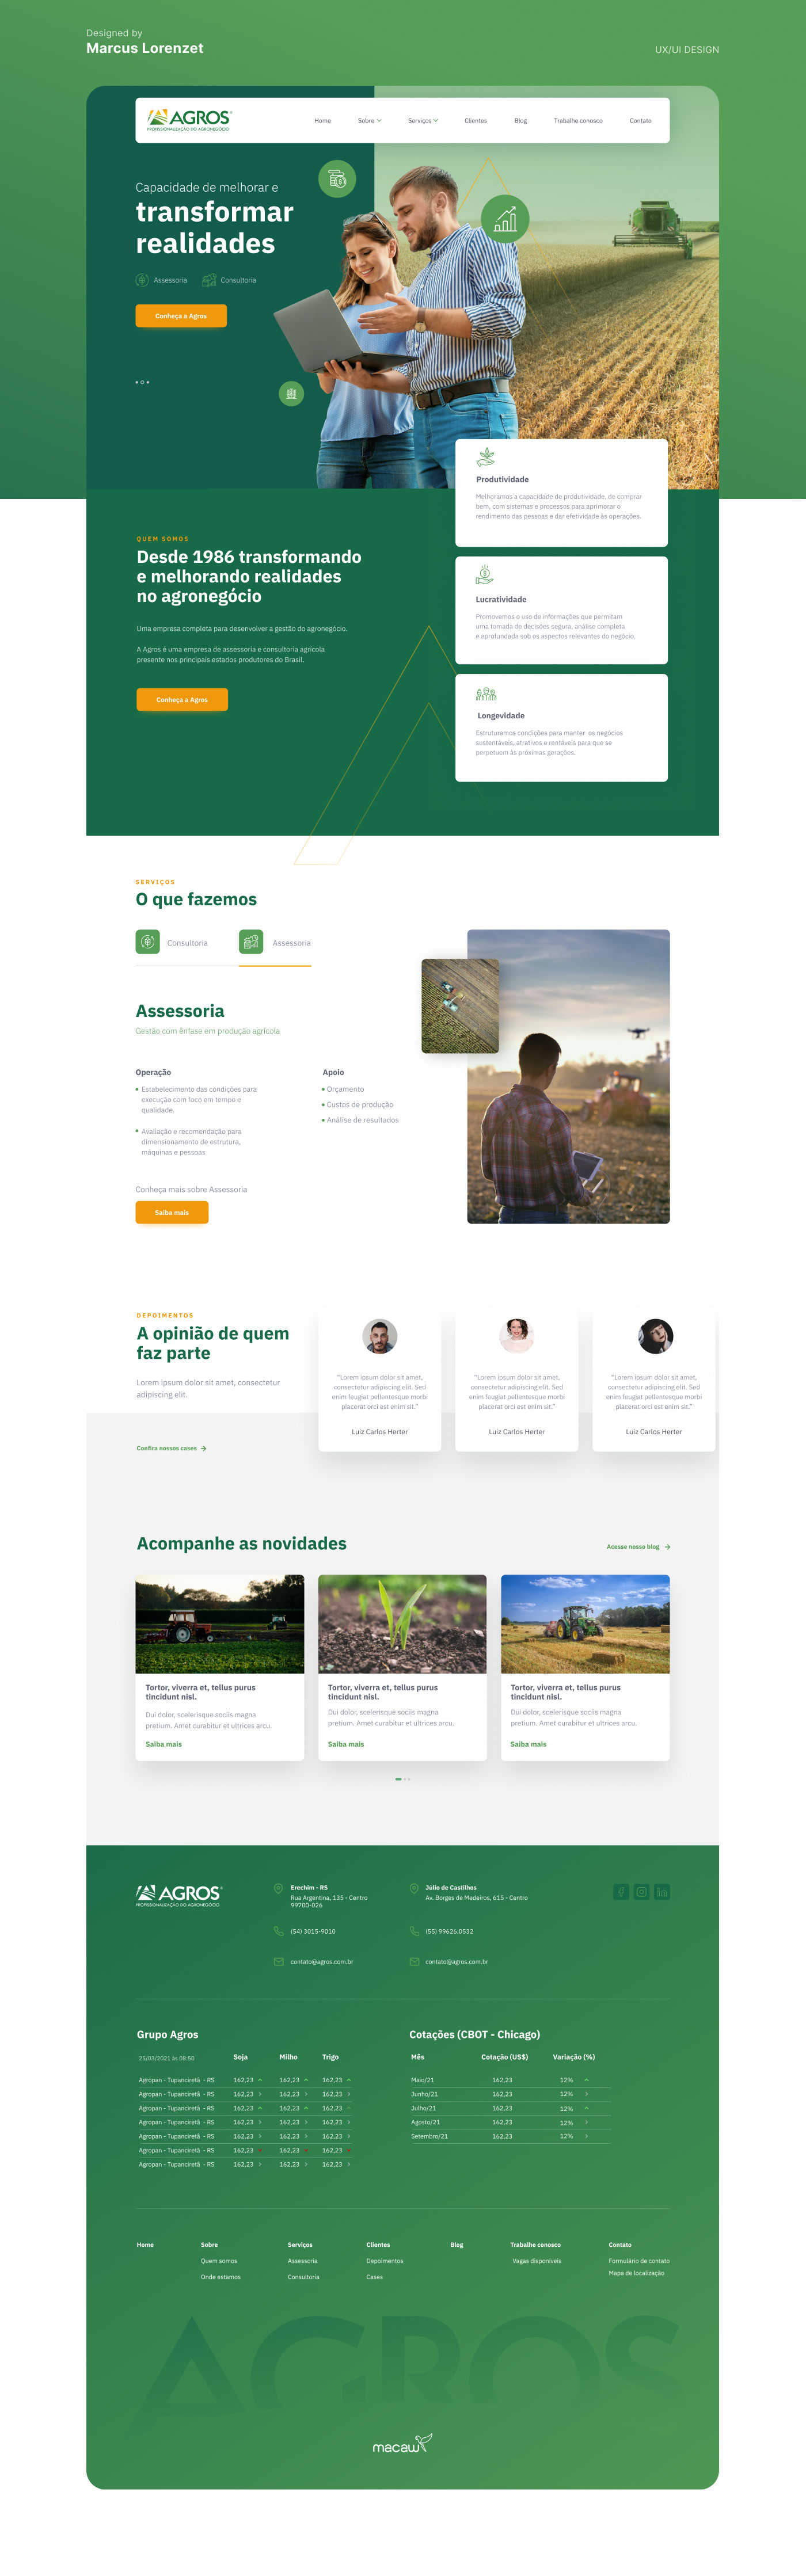 Designed by
Marcus Lorenzet
UX/UI DESIGN
AGROS
PROFISSIONALIZAÇÃO DO AGRONEGÓCIO
Home
Sobre
Serviços
Clientes
Blog
Trabalhe conosco
Contato
Capacidade de melhorar e
transformar
realidades
Assessoria
Consultoria
Conheça a Agros
Produtividade
Melhoramos a capacidade de produtividade, de comprar
bem, com sistemas e processos para aprimorar o
rendimento das pessoas e dar efetividade às operações.
QUEM SOMOS
Desde 1986 transformando
e melhorando realidades
no agronegócio
Uma empresa completa para desenvolver a gestão do agronegócio.
A Agros é uma empresa de assessoria e consultoria agrícola
presente nos principais estados produtores do Brasil.
Conheça a Agros
Lucratividade
Promovemos o uso de informações que permitam
uma tomada de decisões segura, análise completa
e aprofundada sob os aspectos relevantes do negócio.
Longevidade
Estruturamos condições para manter os negócios
sustentáveis, atrativos e rentáveis para que se
perpetuem às próximas gerações.
SERVIÇOS
O que fazemos
Consultoria
Assessoria
Assessoria
Gestão com ênfase em produção agrícola
Operação
Estabelecimento das condições para
execução com foco em tempo e
qualidade.
Avaliação e recomendação para
dimensionamento de estrutura,
máquinas e pessoas
Apoio
Orçamento
Custos de produção
Análise de resultados
Conheça mais sobre Assessoria
Saiba mais
DEPOIMENTOS
A opinião de quem
faz parte
Lorem ipsum dolor sit amet, consectetur
adipiscing elit.
Confira nossos cases
"Lorem ipsum dolor sit amet,
consectetur adipiscing elit. Sed
enim feugiat pellentesque morbi
placerat orci est enim sit."
Luiz Carlos Herter
"Lorem ipsum dolor sit amet,
consectetur adipiscing elit. Sed
enim feugiat pellentesque morbi
placerat orci est enim sit."
Luiz Carlos Herter
"Lorem ipsum dolor sit amet,
consectetur adipiscing elit. Sed
enim feugiat pellentesque morbi
placerat orci est enim sit."
Luiz Carlos Herter
Acompanhe as novidades
Acesse nosso blog
Tortor, viverra et, tellus purus
tincidunt nisl.
Dui dolor, scelerisque sociis magna
pretium. Amet curabitur et ultrices arcu.
Saiba mais
Tortor, viverra et, tellus purus
tincidunt nisl.
Dui dolor, scelerisque sociis magna
pretium. Amet curabitur et ultrices arcu.
Saiba mais
Tortor, viverra et, tellus purus
tincidunt nisl.
Dui dolor, scelerisque sociis magna
pretium. Amet curabitur et ultrices arcu.
Saiba mais
AGROS
PROFISSIONALIZAÇÃO DO AGRONEGÓCIO
Erechim - RS
Rua Argentina, 135 - Centro
99700-026
(54) 3015-9010
contato@agros.com.br
Júlio de Castilhos
Av. Borges de Medeiros, 615 - Centro
(55) 99626.0532
contato@agros.com.br
Grupo Agros
25/03/2021 às 08:50 Soja Milho Trigo
Agropan - Tupanciretã - RS 162,23 162,23 162,23
Agropan - Tupanciretã - RS 162,23 162,23 162,23
Agropan - Tupanciretã - RS 162,23 162,23 162,23
Agropan - Tupanciretã - RS 162,23 162,23 162,23
Agropan - Tupanciretã - RS 162,23 162,23 162,23
Agropan - Tupanciretã - RS 162,23 162,23 162,23
Agropan - Tupanciretã - RS 162,23 162,23 162,23
Cotações (CBOT - Chicago)
Mês Cotação (US$) Variação (%)
Maio/21 162,23 12%
Junho/21 162,23 12%
Julho/21 162,23 12%
Agosto/21 162,23 12%
Setembro/21 162,23 12%
Home
Sobre
Quem somos
Onde estamos
Serviços
Assessoria
Consultoria
Clientes
Depoimentos
Cases
Blog
Trabalhe conosco
Vagas disponíveis
Contato
Formulário de contato
Mapa de localização
AGROS
macaw